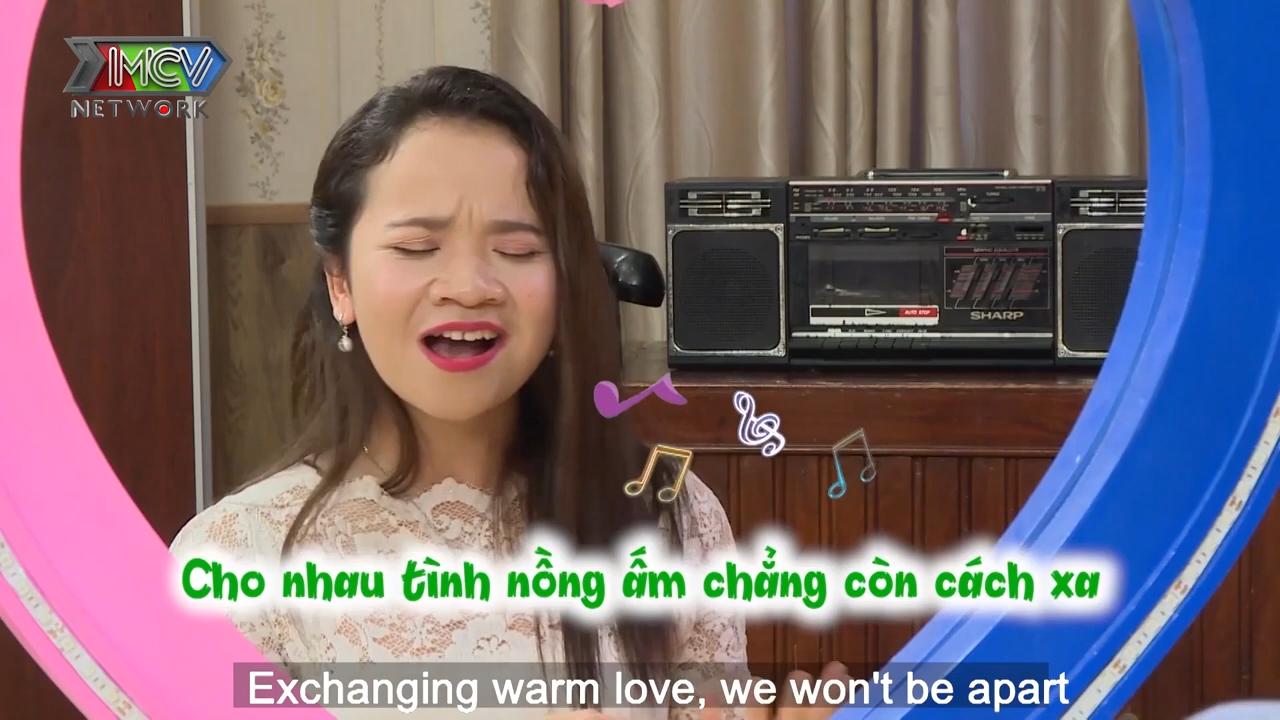 MCV
NETWORK
AUTO STOP
SHARP
Cho nhau tình nồng ấm chẳng còn cách xa
Exchanging warm love, we won't be apart